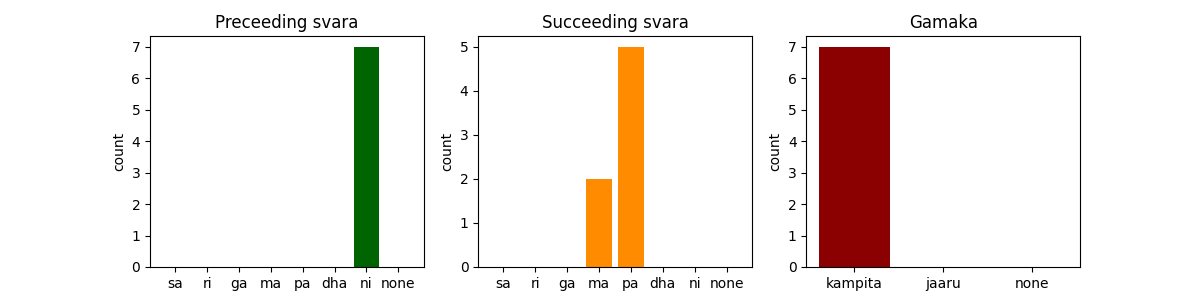 Preceeding svara
count
7
6
5
4
3
2
1
0
sa ri ga ma pa dha ni none
Succeeding svara
count
5
4
3
2
1
0
sa ri ga ma pa dha ni none
Gamaka
count
7
6
5
4
3
2
1
0
kampita jaaru none